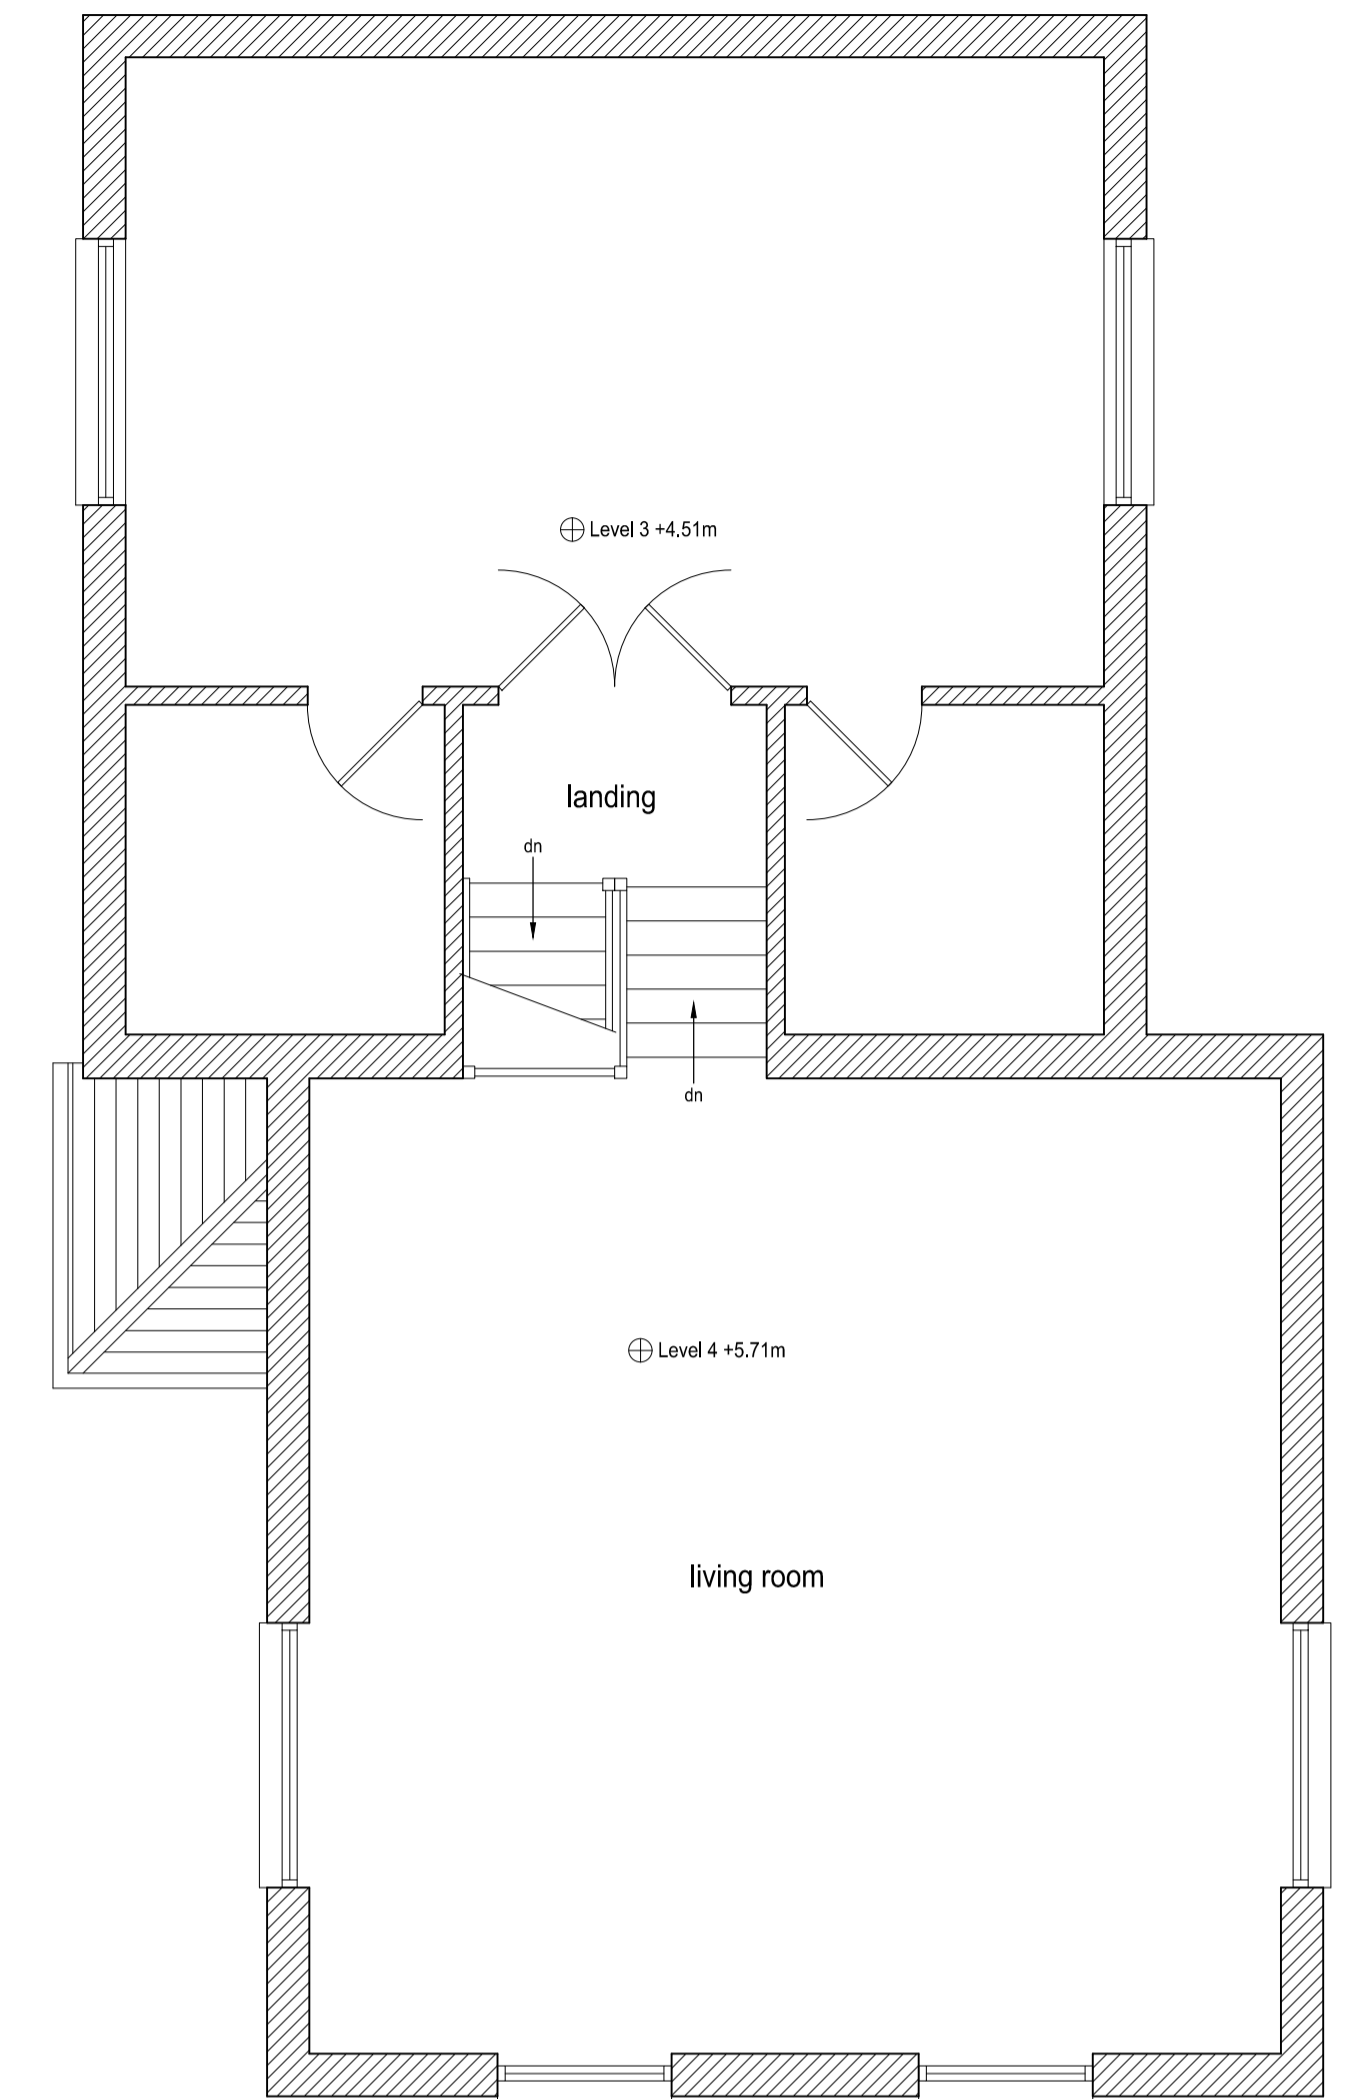 Level 3 +4.51m
landing
dn
dn
Level 4 +5.71m
living room